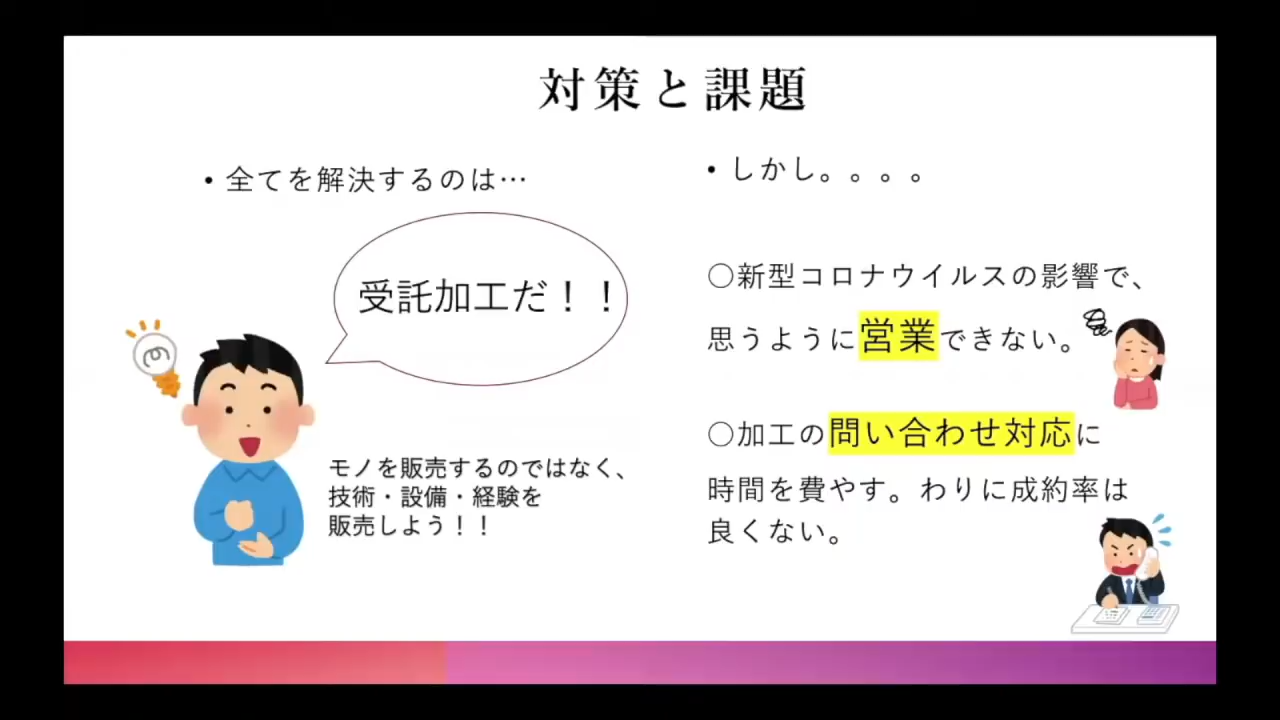 対策と課題
• 全てを解決するのは…
受託加工だ！！
モノを販売するのではなく、
技術・設備・経験を
販売しよう！！
• しかし。。。。
〇新型コロナウイルスの影響で、
思うように営業できない。
〇加工の問い合わせ対応に
時間を費やす。わりに成約率は
良くない。